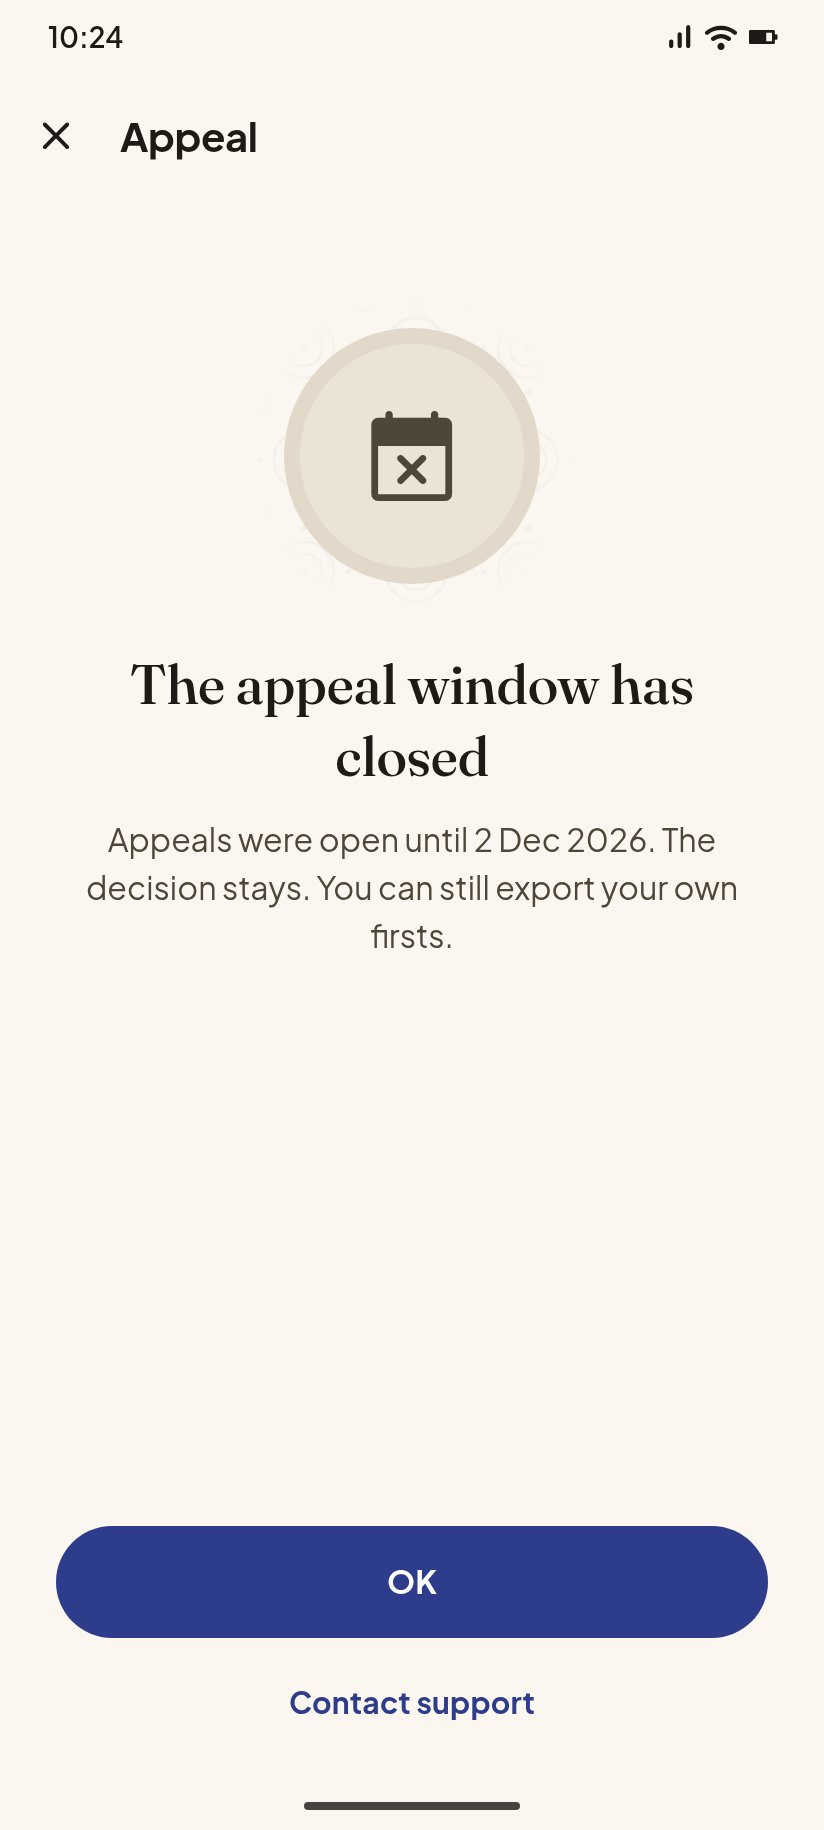 10:24
Appeal
The appeal window has
closed
Appeals were open until 2 Dec 2026. The
decision stays. You can still export your own
firsts.
OK
Contact support